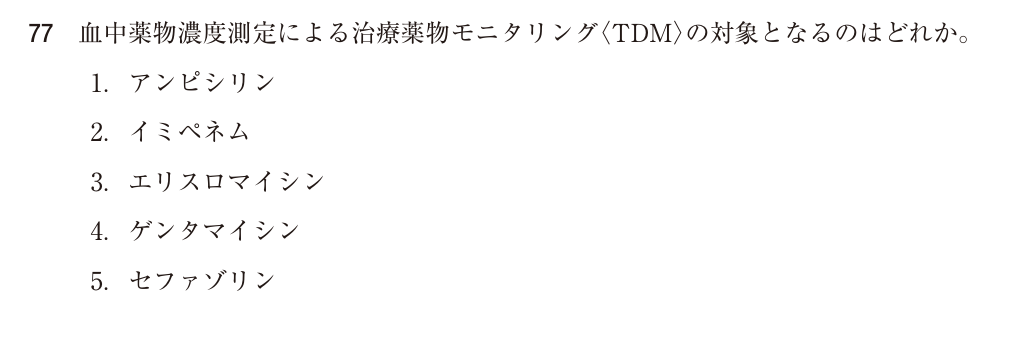 77 血中薬物濃度測定による治療薬物モニタリング〈TDM〉の対象となるのはどれか。
1. アンピシリン
2. イミペネム
3. エリスロマイシン
4. ゲンタマイシン
5. セファゾリン